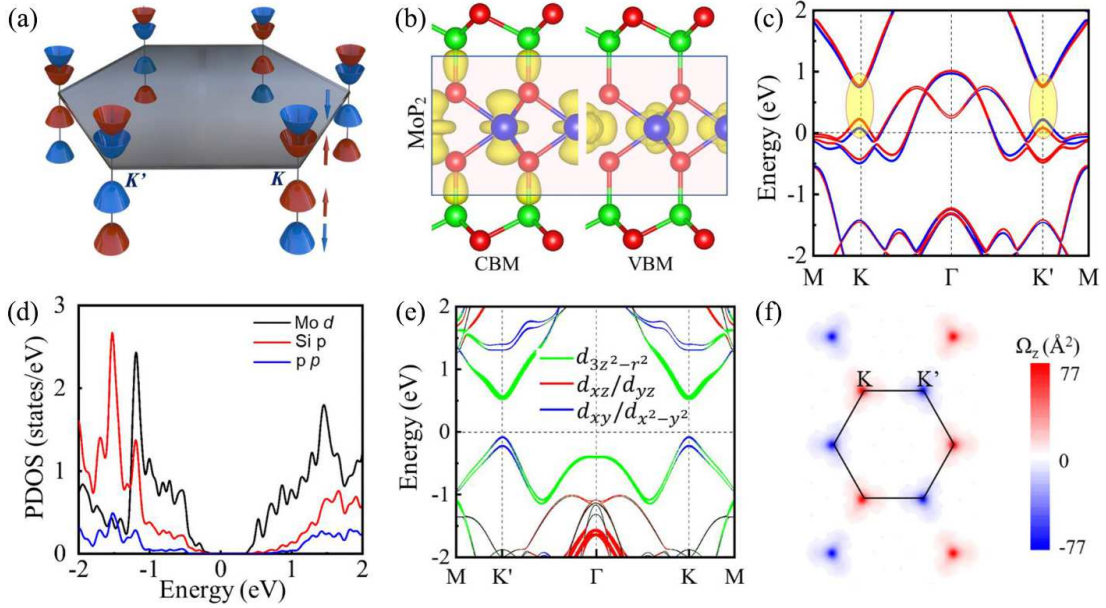 (a)
K'
K
(b)
MoP₂
CBM
VBM
(c)
Energy (eV)
2
1
0
-1
-2
M
K
Γ
K'
M
(d)
PDOS (states/eV)
3
2
1
0
Mo d
Si p
p p
-2
-1
0
1
2
Energy (eV)
(e)
Energy (eV)
2
1
0
-1
-2
d₃z²−r²
dxz/dyz
dxy/dx²−y²
M
K'
Γ
K
M
(f)
K
K'
Ωz (Å²)
77
0
-77